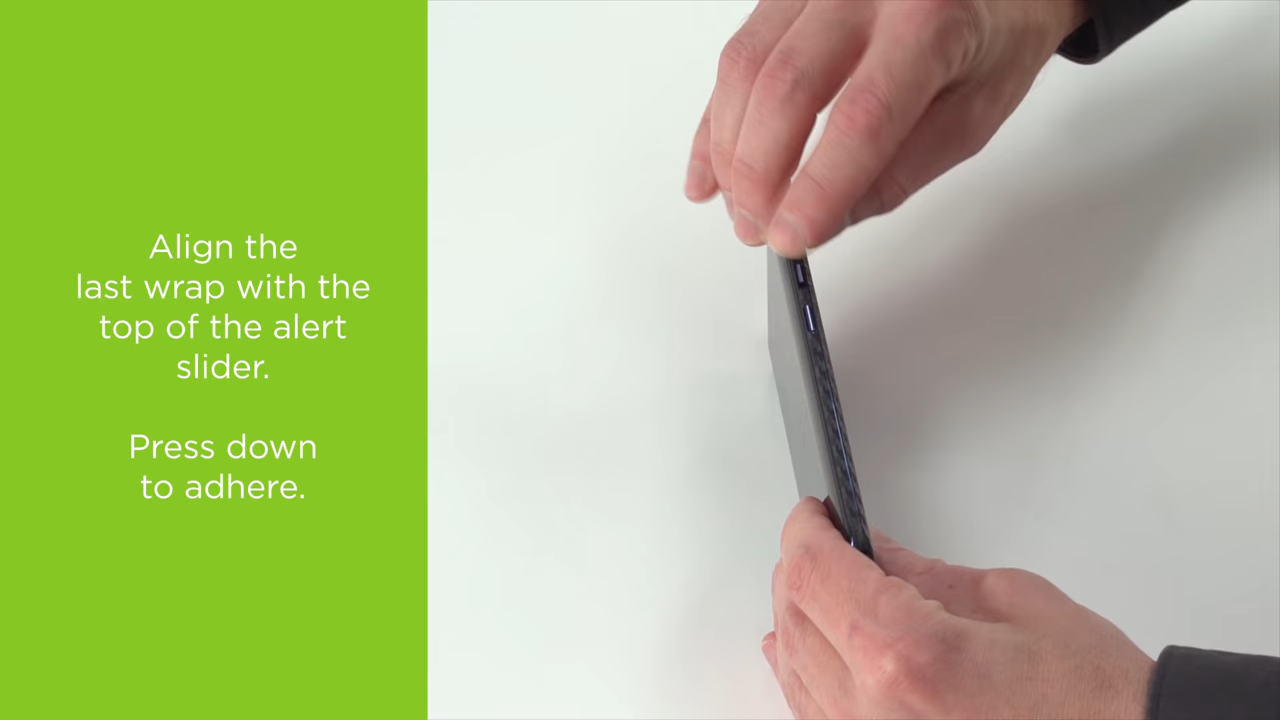 Align the
last wrap with the
top of the alert
slider.
Press down
to adhere.